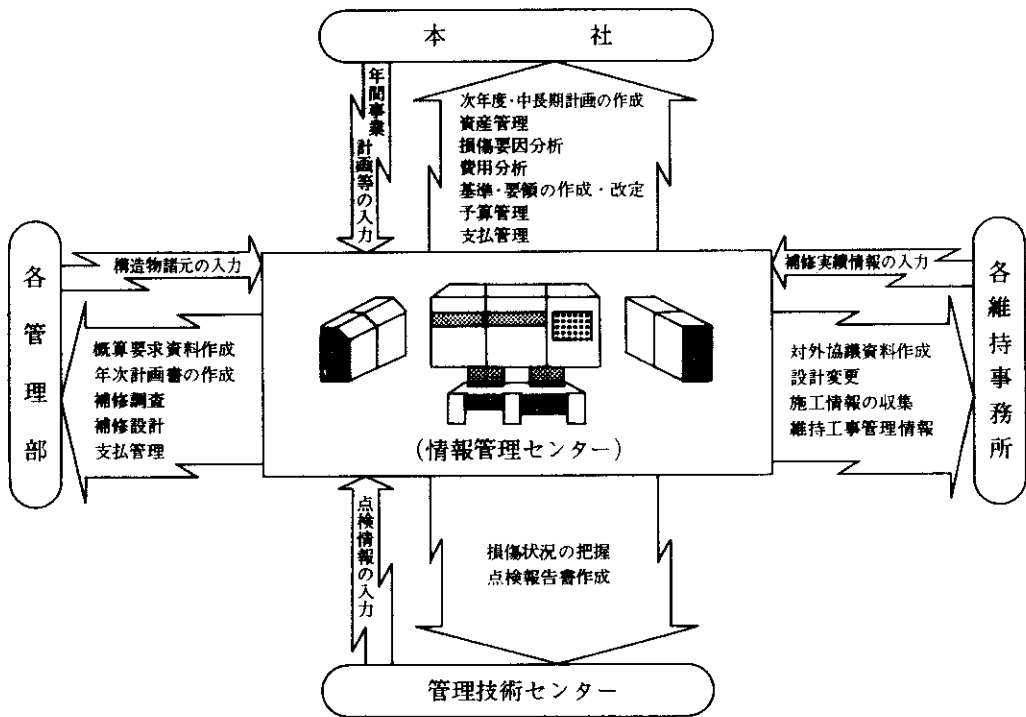 本社
年間事業
計画等の入力
次年度・中長期計画の作成
資産管理
損傷要因分析
費用分析
基準・要領の作成・改定
予算管理
支払管理
各管理部
構造物諸元の入力
概算要求資料作成
年次計画書の作成
補修調査
補修設計
支払管理
(情報管理センター)
補修実績情報の入力
各維持事務所
対外協議資料作成
設計変更
施工情報の収集
維持工事管理情報
点検情報の入力
損傷状況の把握
点検報告書作成
管理技術センター